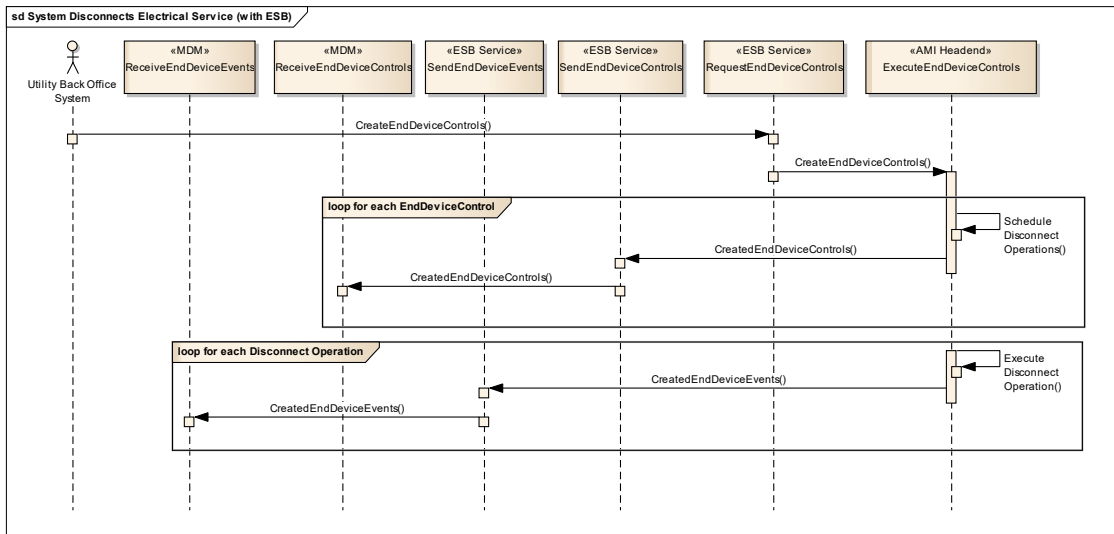 sd System Disconnects Electrical Service (with ESB)
Utility Back Office
System
«MDM»
ReceiveEndDeviceEvents
«MDM»
ReceiveEndDeviceControls
«ESB Service»
SendEndDeviceEvents
«ESB Service»
SendEndDeviceControls
«ESB Service»
RequestEndDeviceControls
«AMI Headend»
ExecuteEndDeviceControls
CreateEndDeviceControls()
CreateEndDeviceControls()
loop for each EndDeviceControl
Schedule
Disconnect
Operations()
CreatedEndDeviceControls()
CreatedEndDeviceControls()
loop for each Disconnect Operation
Execute
Disconnect
Operation()
CreatedEndDeviceEvents()
CreatedEndDeviceEvents()